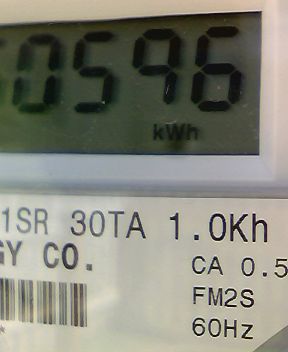 0596
kWh
1SR 30TA 1.0Kh
GY CO.
CA 0.5
FM2S
60Hz